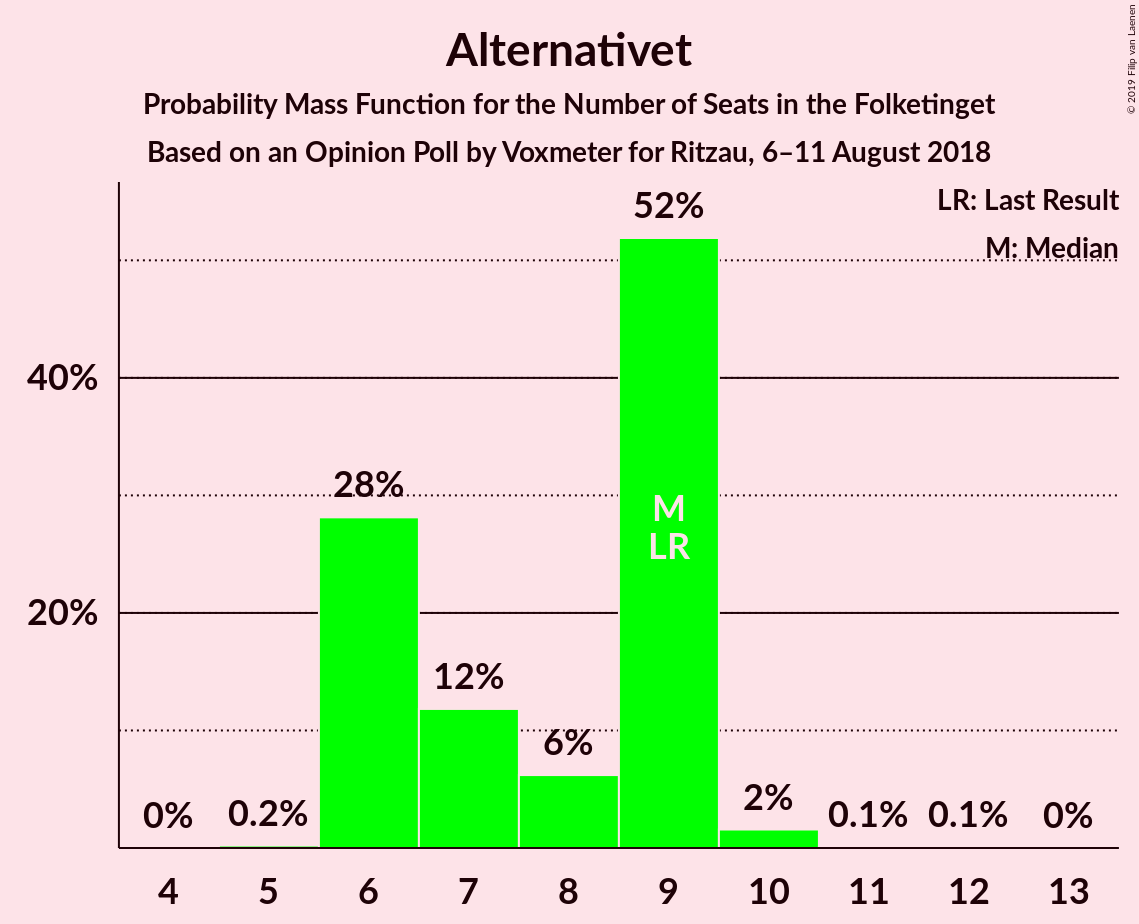 © 2019 Filip van Laenen
Alternativet
Probability Mass Function for the Number of Seats in the Folketinget
Based on an Opinion Poll by Voxmeter for Ritzau, 6–11 August 2018
LR: Last Result
M: Median
52%
40%
28%
M
LR
20%
12%
6%
0%
0.2%
2%
0.1%
0.1%
0%
4 5 6 7 8 9 10 11 12 13